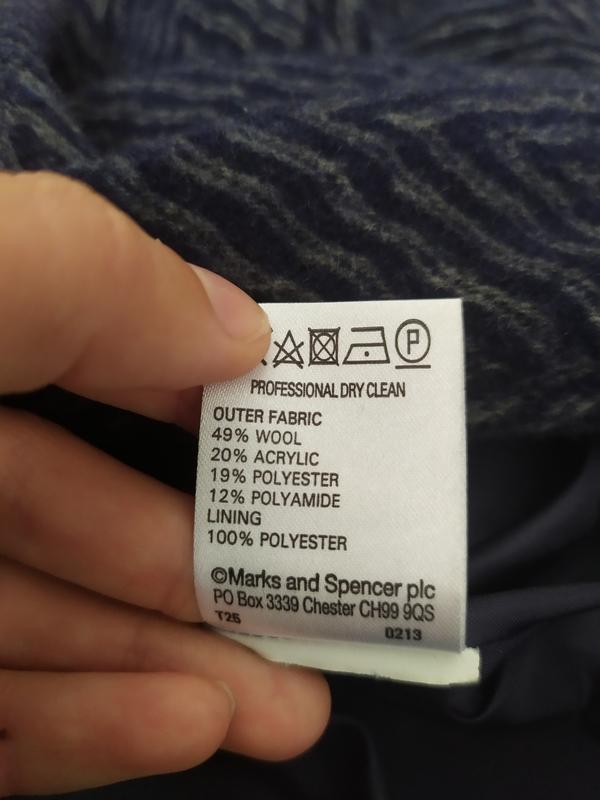 P
PROFESSIONAL DRY CLEAN
OUTER FABRIC
49% WOOL
20% ACRYLIC
19% POLYESTER
12% POLYAMIDE
LINING
100% POLYESTER
©Marks and Spencer plc
PO Box 3339 Chester CH99 9QS
T25 0213